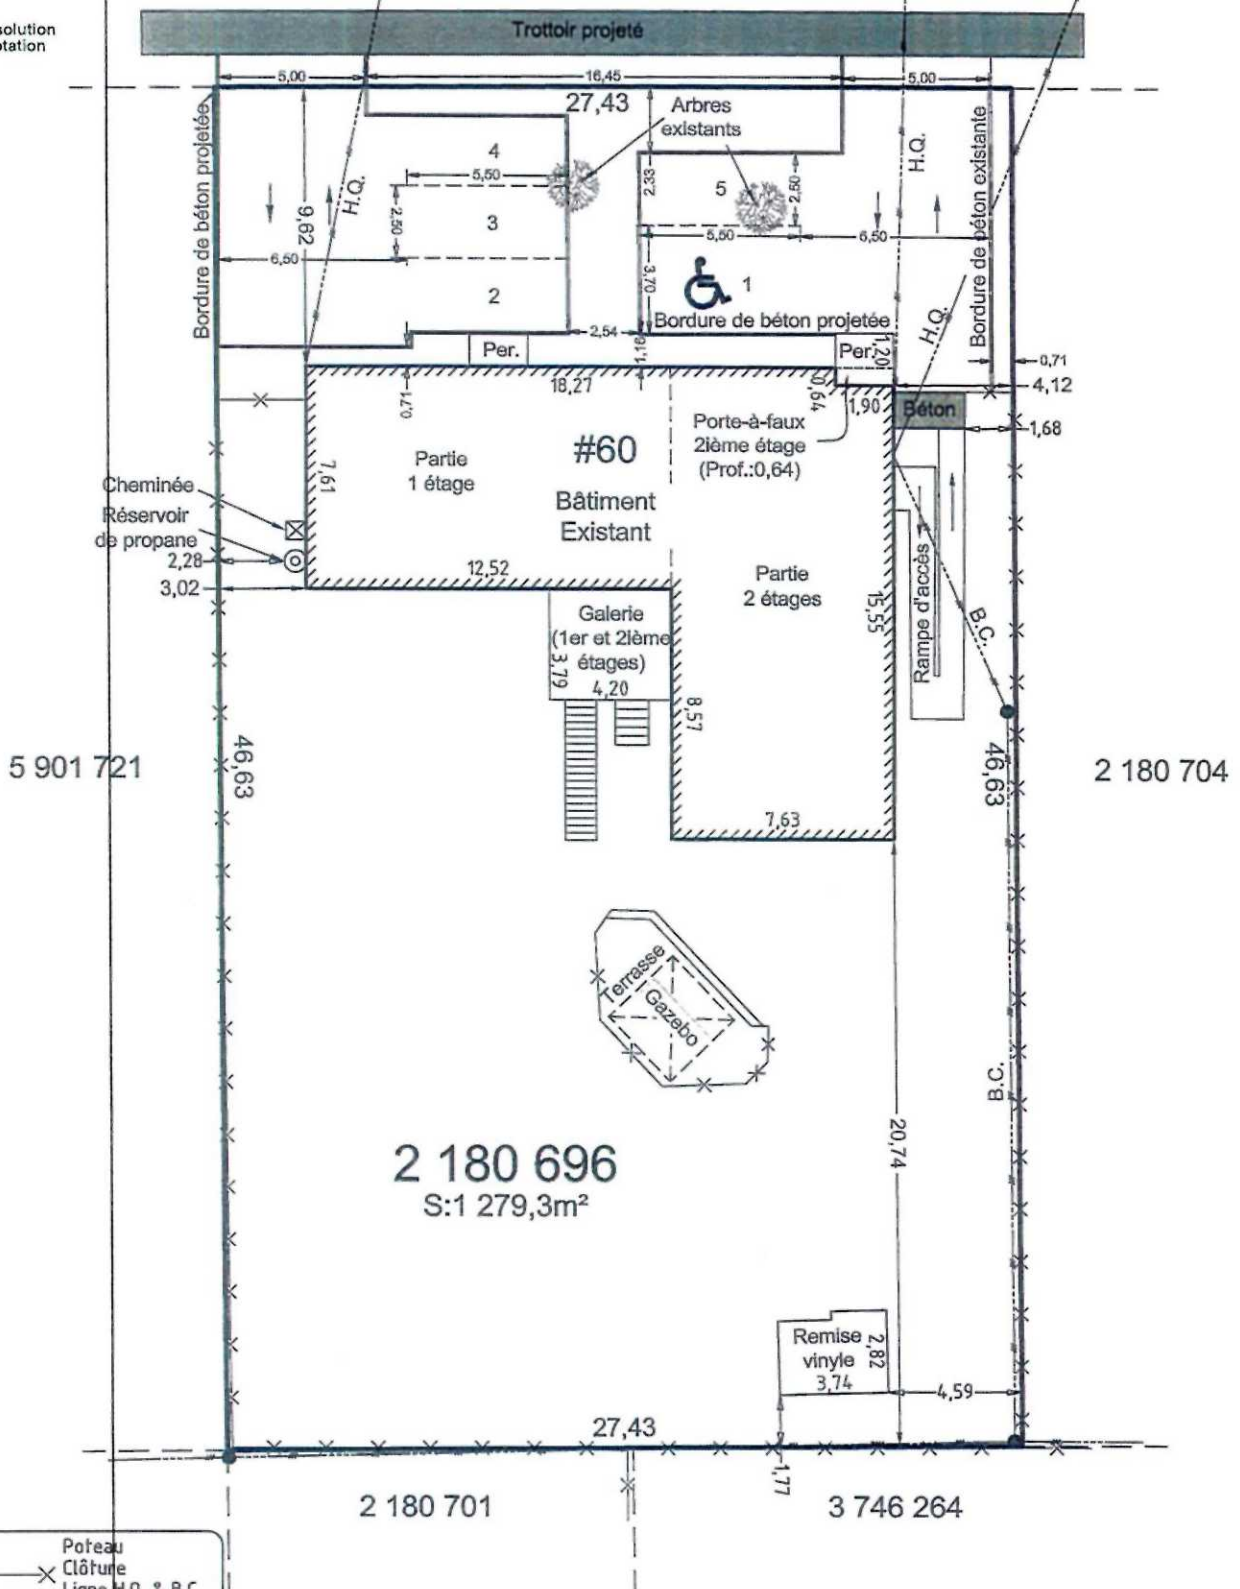 Trottoir projeté
5,00
16,45
5,00
27,43
Arbres
existants
Bordure de béton projetée
H.Q.
9,62
4
5,50
3
2,50
6,50
2
2,33
5
2,50
5,50
6,50
3,70
1
H.Q.
H.Q.
Bordure de béton existante
Bordure de béton projetée
2,54
1,16
Per.
Per.
1,20
0,71
4,12
1,68
18,27
0,71
0,64
1,90
Béton
Porte-à-faux
2ième étage
(Prof.:0,64)
#60
Bâtiment
Existant
Partie
1 étage
7,61
Cheminée
Réservoir
de propane
2,28
3,02
12,52
Partie
2 étages
15,55
Rampe d'accès
B.C.
Galerie
(1er et 2ième
étages)
3,79
4,20
8,57
7,63
5 901 721
46,63
46,63
2 180 704
Terrasse
Gazebo
B.C.
20,74
2 180 696
S:1 279,3m²
Remise
vinyle
2,82
3,74
4,59
27,43
1,77
2 180 701
3 746 264
Poteau
Clôture